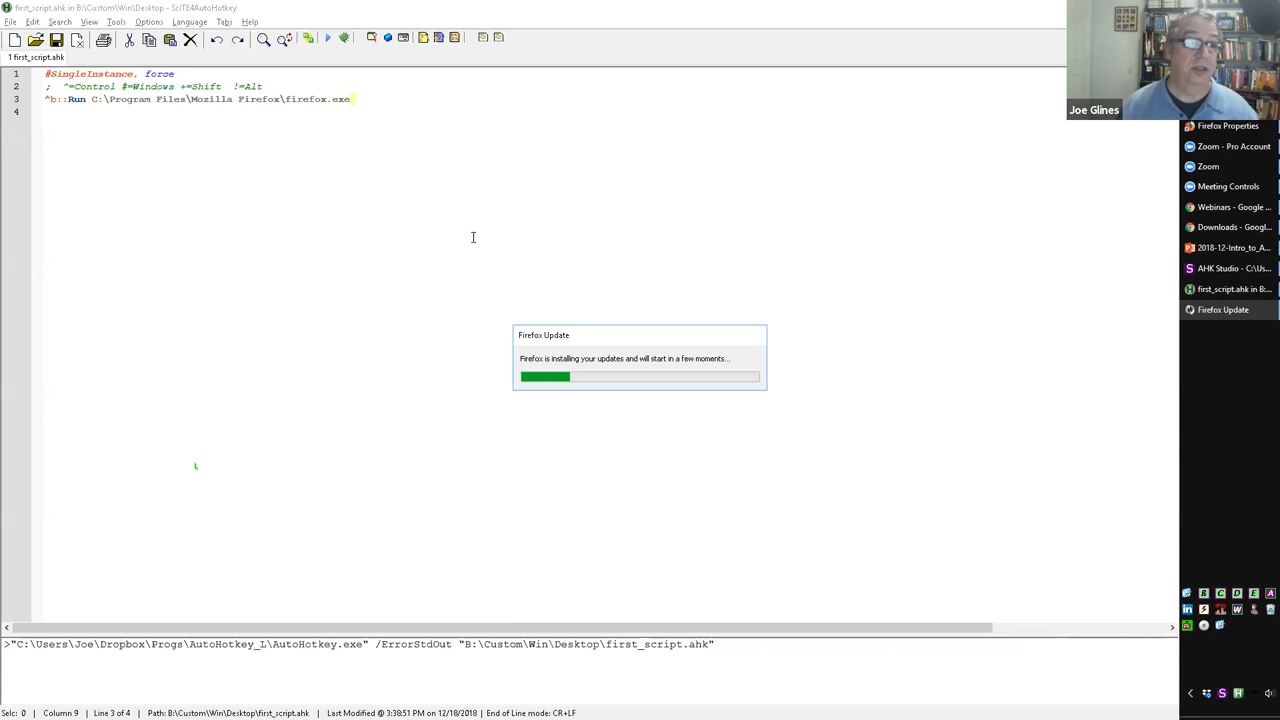 first_script.ahk in B:\Custom\Win\Desktop - SciTE4AutoHotkey
File Edit Search View Tools Options Language Tabs Help
1 first_script.ahk
1 #SingleInstance, force
2 ;  ^=Control #=Windows +=Shift  !=Alt
3 ^b::Run C:\Program Files\Mozilla Firefox\firefox.exe
4
Joe Glines
Firefox Properties
Zoom - Pro Account
Zoom
Meeting Controls
Webinars - Google ...
Downloads - Googl...
2018-12-Intro_to_A...
AHK Studio - C:\Us...
first_script.ahk in B:...
Firefox Update
Firefox Update
Firefox is installing your updates and will start in a few moments...
B C D E A
>"C:\Users\Joe\Dropbox\Progs\AutoHotkey_L\AutoHotkey.exe" /ErrorStdOut "B:\Custom\Win\Desktop\first_script.ahk"
Selc: 0 | Column 9 | Line 3 of 4 | Path: B:\Custom\Win\Desktop\first_script.ahk | Last Modified @ 3:38:51 PM on 12/18/2018 | End of Line mode: CR+LF